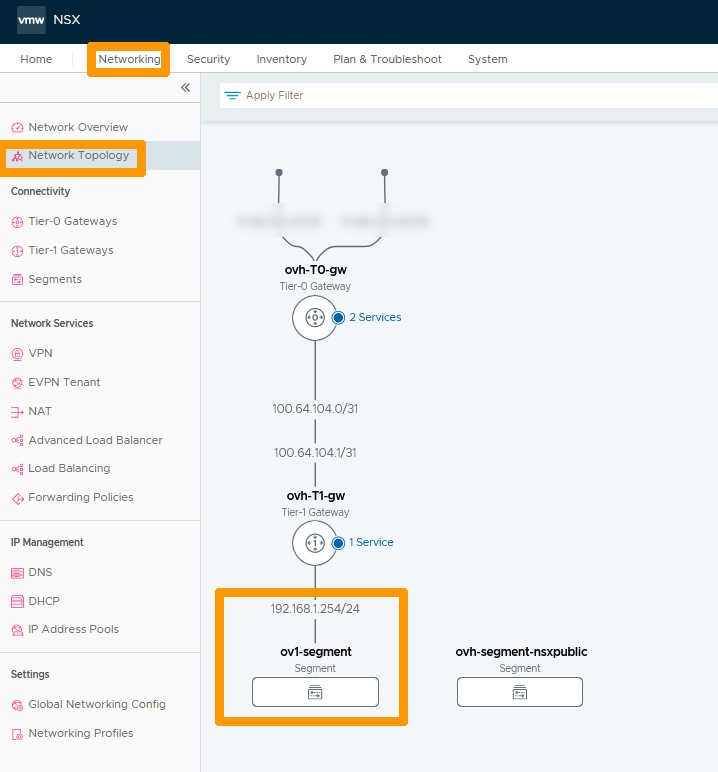 vmw NSX
Home Networking Security Inventory Plan & Troubleshoot System
«
Apply Filter
Network Overview
Network Topology
Connectivity
Tier-0 Gateways
Tier-1 Gateways
Segments
Network Services
VPN
EVPN Tenant
NAT
Advanced Load Balancer
Load Balancing
Forwarding Policies
IP Management
DNS
DHCP
IP Address Pools
Settings
Global Networking Config
Networking Profiles
ovh-T0-gw
Tier-0 Gateway
0
2 Services
100.64.104.0/31
100.64.104.1/31
ovh-T1-gw
Tier-1 Gateway
1
1 Service
192.168.1.254/24
ov1-segment
Segment
ovh-segment-nsxpublic
Segment